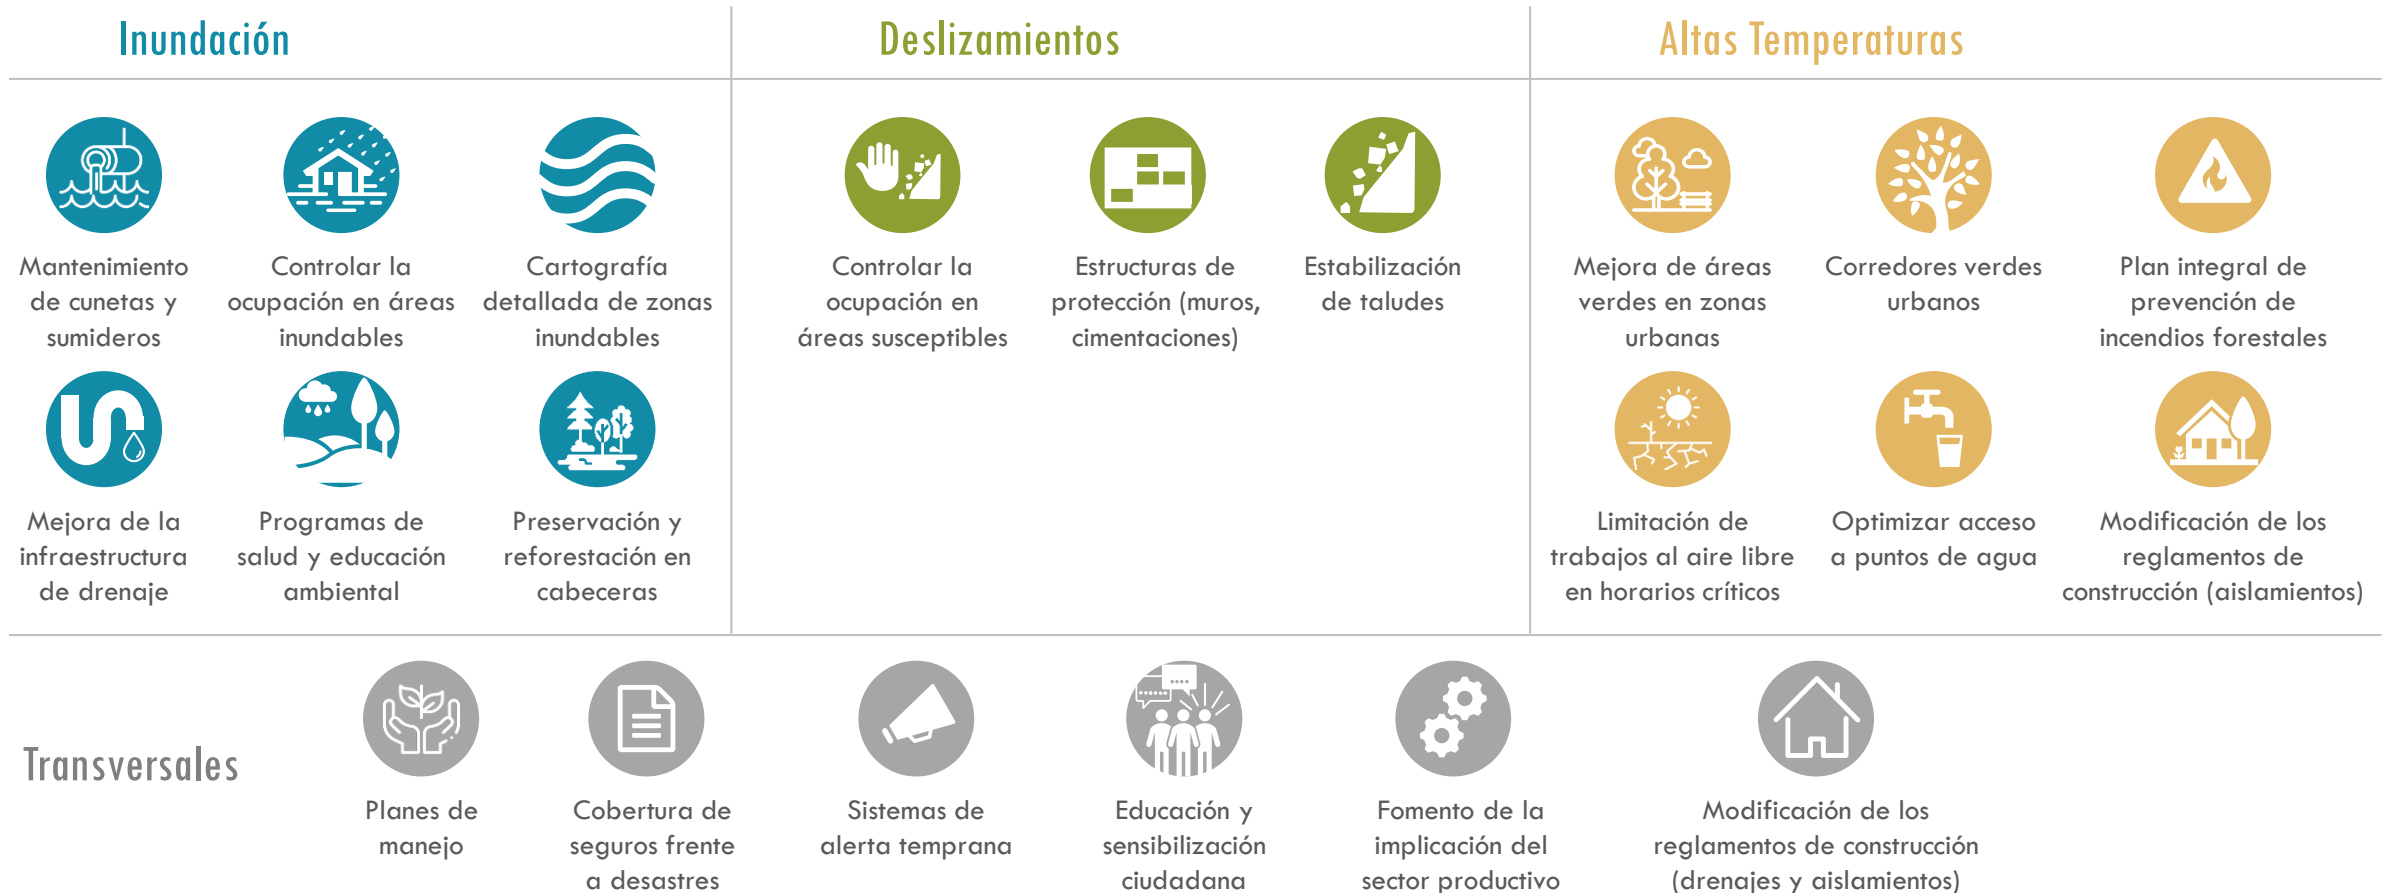 Inundación
Deslizamientos
Altas Temperaturas
Mantenimiento
de cunetas y
sumideros
Controlar la
ocupación en áreas
inundables
Cartografía
detallada de zonas
inundables
Controlar la
ocupación en
áreas susceptibles
Estructuras de
protección (muros,
cimentaciones)
Estabilización
de taludes
Mejora de áreas
verdes en zonas
urbanas
Corredores verdes
urbanos
Plan integral de
prevención de
incendios forestales
Mejora de la
infraestructura
de drenaje
Programas de
salud y educación
ambiental
Preservación y
reforestación en
cabeceras
Limitación de
trabajos al aire libre
en horarios críticos
Optimizar acceso
a puntos de agua
Modificación de los
reglamentos de
construcción (aislamientos)
Transversales
Planes de
manejo
Cobertura de
seguros frente
a desastres
Sistemas de
alerta temprana
Educación y
sensibilización
ciudadana
Fomento de la
implicación del
sector productivo
Modificación de los
reglamentos de construcción
(drenajes y aislamientos)